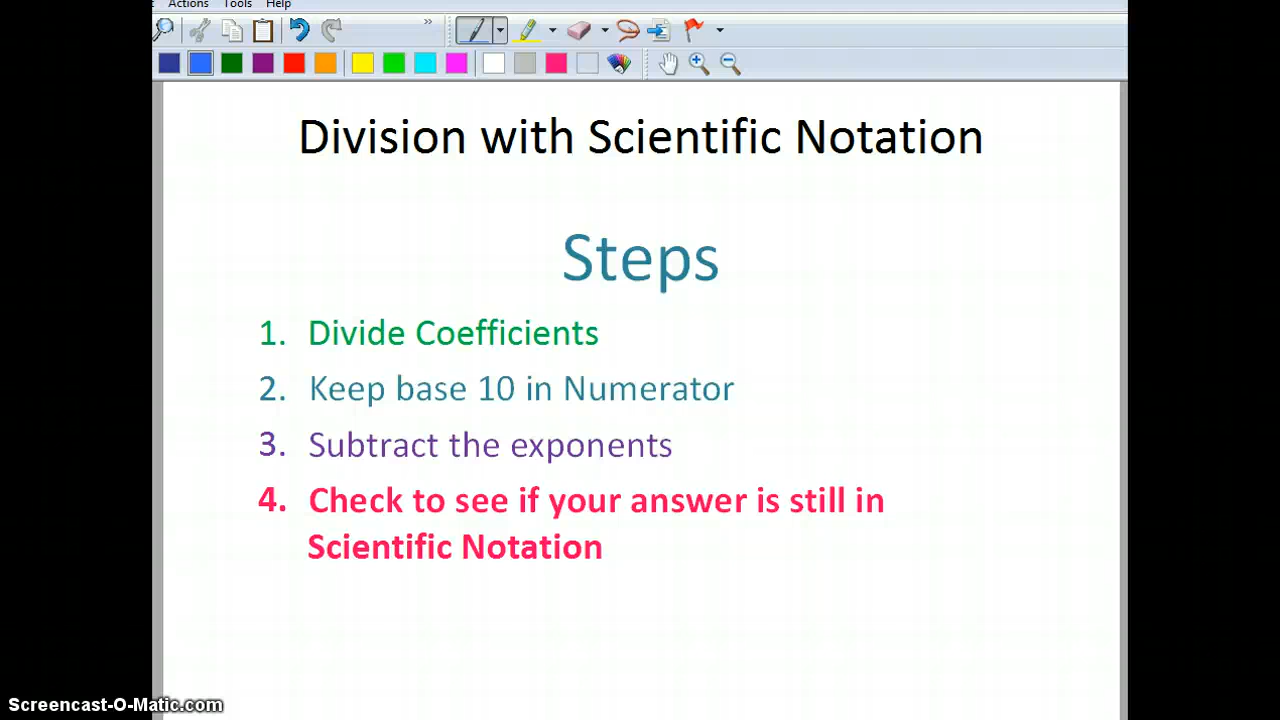 Actions Tools Help
Division with Scientific Notation
Steps
1. Divide Coefficients
2. Keep base 10 in Numerator
3. Subtract the exponents
4. Check to see if your answer is still in
Scientific Notation
Screencast-O-Matic.com